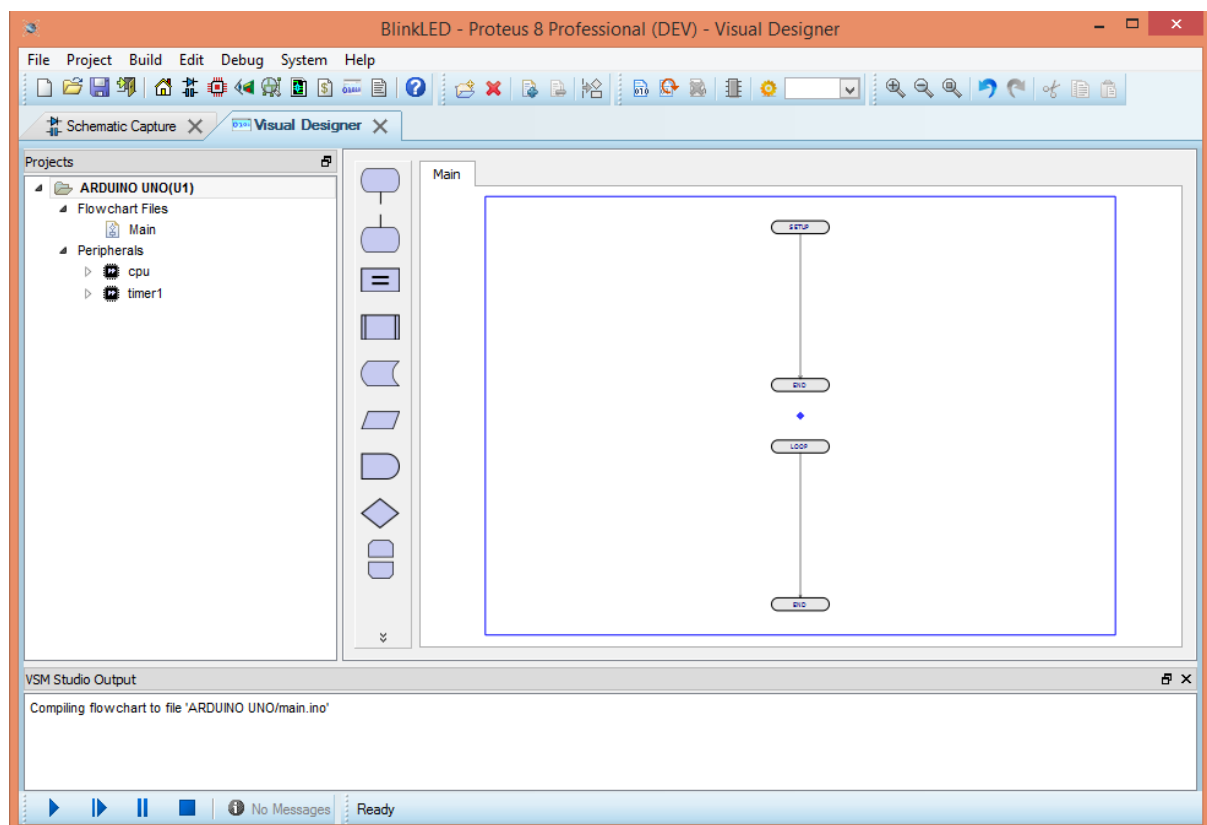 BlinkLED - Proteus 8 Professional (DEV) - Visual Designer
File Project Build Edit Debug System Help
Schematic Capture Visual Designer
Projects
ARDUINO UNO(U1)
Flowchart Files
Main
Peripherals
cpu
timer1
Main
SETUP
END
LOOP
END
VSM Studio Output
Compiling flowchart to file 'ARDUINO UNO/main.ino'
No Messages Ready